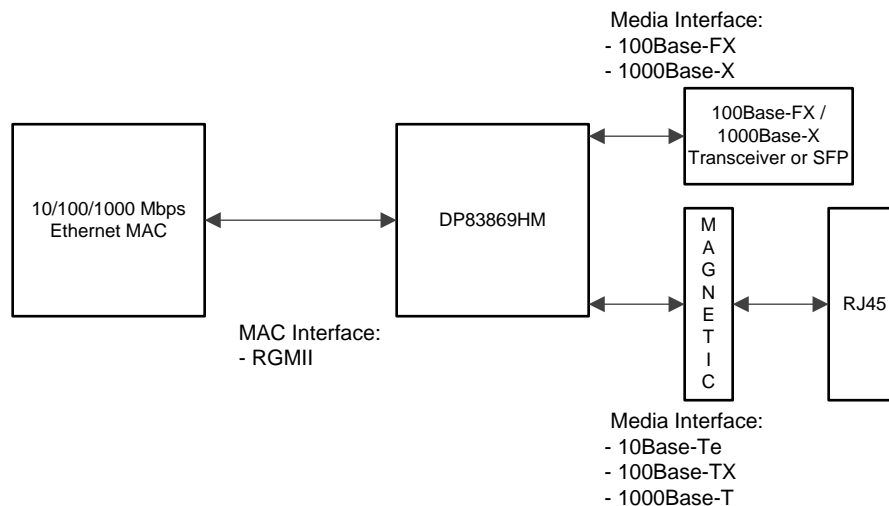 Media Interface:
- 100Base-FX
- 1000Base-X
100Base-FX /
1000Base-X
Transceiver or SFP
10/100/1000 Mbps
Ethernet MAC
DP83869HM
M
A
G
N
E
T
I
C
RJ45
MAC Interface:
- RGMII
Media Interface:
- 10Base-Te
- 100Base-TX
- 1000Base-T